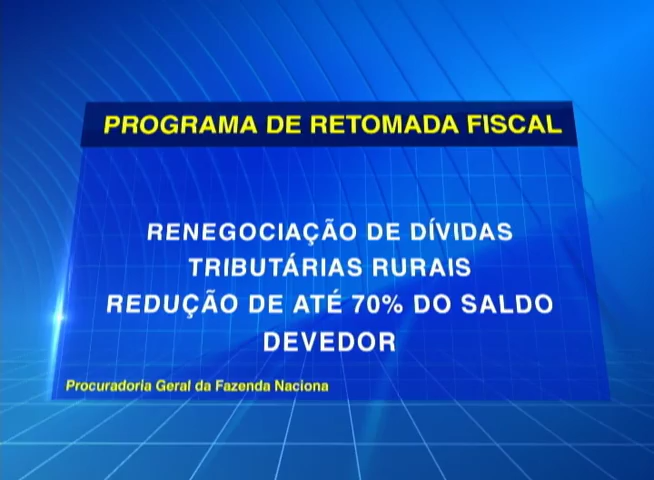 PROGRAMA DE RETOMADA FISCAL
RENEGOCIAÇÃO DE DÍVIDAS
TRIBUTÁRIAS RURAIS
REDUÇÃO DE ATÉ 70% DO SALDO
DEVEDOR
Procuradoria Geral da Fazenda Naciona